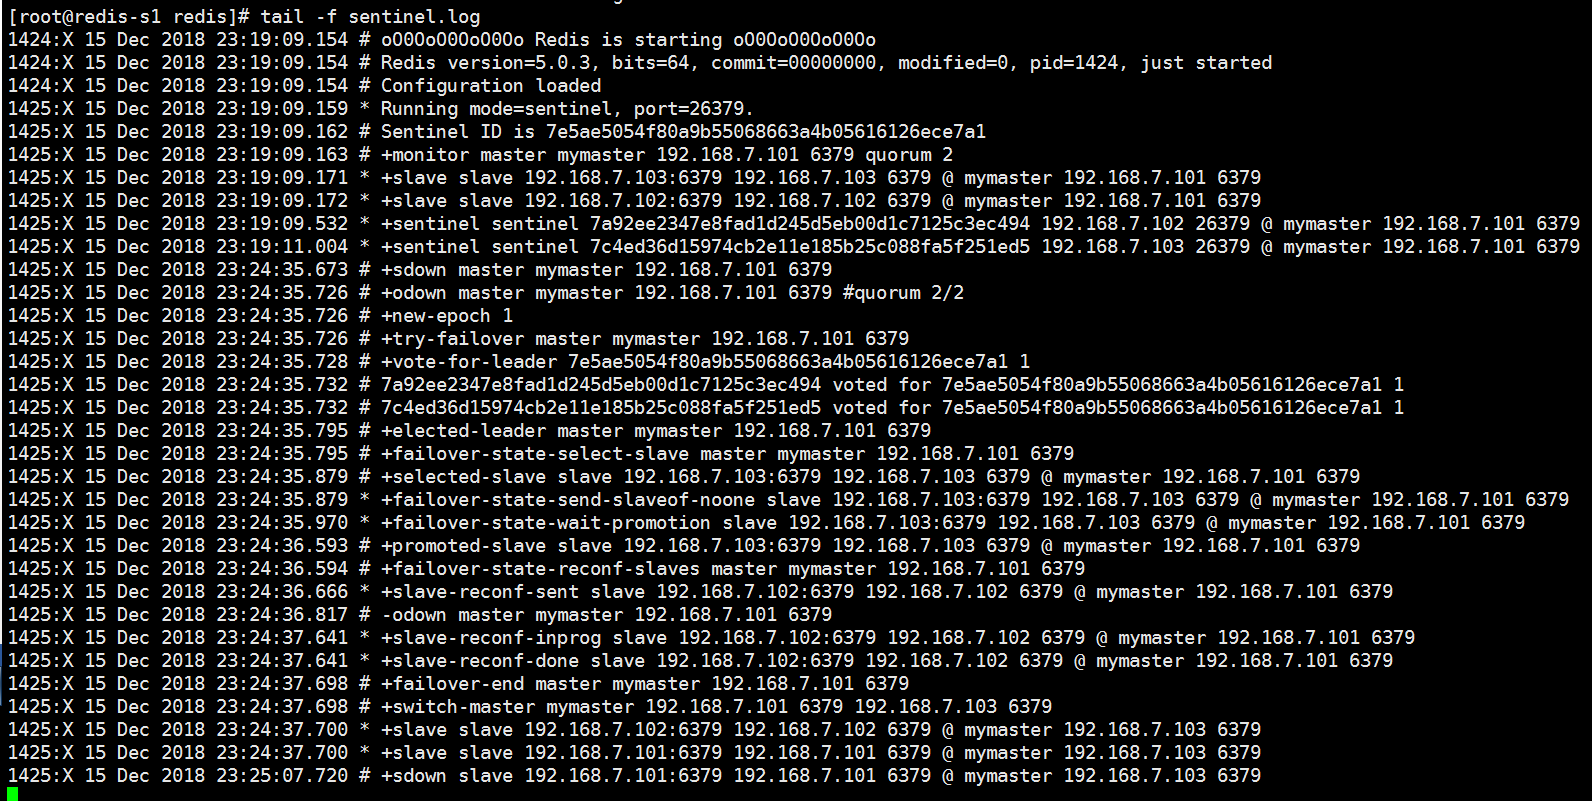 [root@redis-s1 redis]# tail -f sentinel.log
1424:X 15 Dec 2018 23:19:09.154 # oO0OoO0OoO0Oo Redis is starting oO0OoO0OoO0Oo
1424:X 15 Dec 2018 23:19:09.154 # Redis version=5.0.3, bits=64, commit=00000000, modified=0, pid=1424, just started
1424:X 15 Dec 2018 23:19:09.154 # Configuration loaded
1425:X 15 Dec 2018 23:19:09.159 * Running mode=sentinel, port=26379.
1425:X 15 Dec 2018 23:19:09.162 # Sentinel ID is 7e5ae5054f80a9b55068663a4b05616126ece7a1
1425:X 15 Dec 2018 23:19:09.163 # +monitor master mymaster 192.168.7.101 6379 quorum 2
1425:X 15 Dec 2018 23:19:09.171 * +slave slave 192.168.7.103:6379 192.168.7.103 6379 @ mymaster 192.168.7.101 6379
1425:X 15 Dec 2018 23:19:09.172 * +slave slave 192.168.7.102:6379 192.168.7.102 6379 @ mymaster 192.168.7.101 6379
1425:X 15 Dec 2018 23:19:09.532 * +sentinel sentinel 7a92ee2347e8fad1d245d5eb00d1c7125c3ec494 192.168.7.102 26379 @ mymaster 192.168.7.101 6379
1425:X 15 Dec 2018 23:19:11.004 * +sentinel sentinel 7c4ed36d15974cb2e11e185b25c088fa5f251ed5 192.168.7.103 26379 @ mymaster 192.168.7.101 6379
1425:X 15 Dec 2018 23:24:35.673 # +sdown master mymaster 192.168.7.101 6379
1425:X 15 Dec 2018 23:24:35.726 # +odown master mymaster 192.168.7.101 6379 #quorum 2/2
1425:X 15 Dec 2018 23:24:35.726 # +new-epoch 1
1425:X 15 Dec 2018 23:24:35.726 # +try-failover master mymaster 192.168.7.101 6379
1425:X 15 Dec 2018 23:24:35.728 # +vote-for-leader 7e5ae5054f80a9b55068663a4b05616126ece7a1 1
1425:X 15 Dec 2018 23:24:35.732 # 7a92ee2347e8fad1d245d5eb00d1c7125c3ec494 voted for 7e5ae5054f80a9b55068663a4b05616126ece7a1 1
1425:X 15 Dec 2018 23:24:35.732 # 7c4ed36d15974cb2e11e185b25c088fa5f251ed5 voted for 7e5ae5054f80a9b55068663a4b05616126ece7a1 1
1425:X 15 Dec 2018 23:24:35.795 # +elected-leader master mymaster 192.168.7.101 6379
1425:X 15 Dec 2018 23:24:35.795 # +failover-state-select-slave master mymaster 192.168.7.101 6379
1425:X 15 Dec 2018 23:24:35.879 # +selected-slave slave 192.168.7.103:6379 192.168.7.103 6379 @ mymaster 192.168.7.101 6379
1425:X 15 Dec 2018 23:24:35.879 * +failover-state-send-slaveof-noone slave 192.168.7.103:6379 192.168.7.103 6379 @ mymaster 192.168.7.101 6379
1425:X 15 Dec 2018 23:24:35.970 * +failover-state-wait-promotion slave 192.168.7.103:6379 192.168.7.103 6379 @ mymaster 192.168.7.101 6379
1425:X 15 Dec 2018 23:24:36.593 # +promoted-slave slave 192.168.7.103:6379 192.168.7.103 6379 @ mymaster 192.168.7.101 6379
1425:X 15 Dec 2018 23:24:36.594 # +failover-state-reconf-slaves master mymaster 192.168.7.101 6379
1425:X 15 Dec 2018 23:24:36.666 * +slave-reconf-sent slave 192.168.7.102:6379 192.168.7.102 6379 @ mymaster 192.168.7.101 6379
1425:X 15 Dec 2018 23:24:36.817 # -odown master mymaster 192.168.7.101 6379
1425:X 15 Dec 2018 23:24:37.641 * +slave-reconf-inprog slave 192.168.7.102:6379 192.168.7.102 6379 @ mymaster 192.168.7.101 6379
1425:X 15 Dec 2018 23:24:37.641 * +slave-reconf-done slave 192.168.7.102:6379 192.168.7.102 6379 @ mymaster 192.168.7.101 6379
1425:X 15 Dec 2018 23:24:37.698 # +failover-end master mymaster 192.168.7.101 6379
1425:X 15 Dec 2018 23:24:37.698 # +switch-master mymaster 192.168.7.101 6379 192.168.7.103 6379
1425:X 15 Dec 2018 23:24:37.700 * +slave slave 192.168.7.102:6379 192.168.7.102 6379 @ mymaster 192.168.7.103 6379
1425:X 15 Dec 2018 23:24:37.700 * +slave slave 192.168.7.101:6379 192.168.7.101 6379 @ mymaster 192.168.7.103 6379
1425:X 15 Dec 2018 23:25:07.720 # +sdown slave 192.168.7.101:6379 192.168.7.101 6379 @ mymaster 192.168.7.103 6379